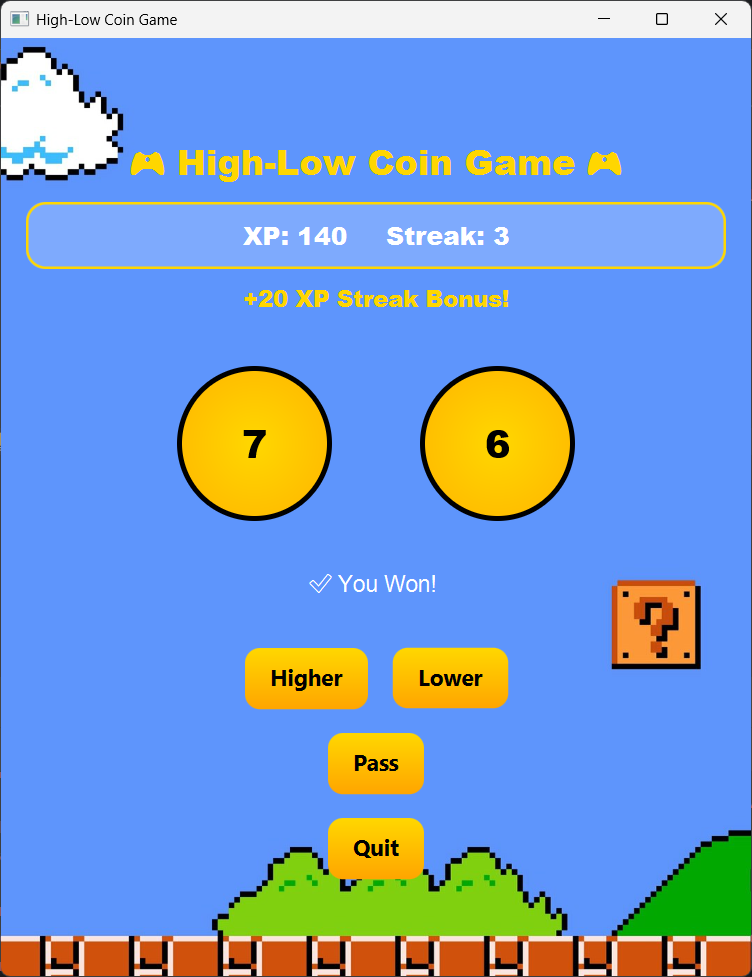 High-Low Coin Game
🎮 High-Low Coin Game 🎮
XP: 140 Streak: 3
+20 XP Streak Bonus!
7 6
✅ You Won!
?
Higher Lower
Pass
Quit